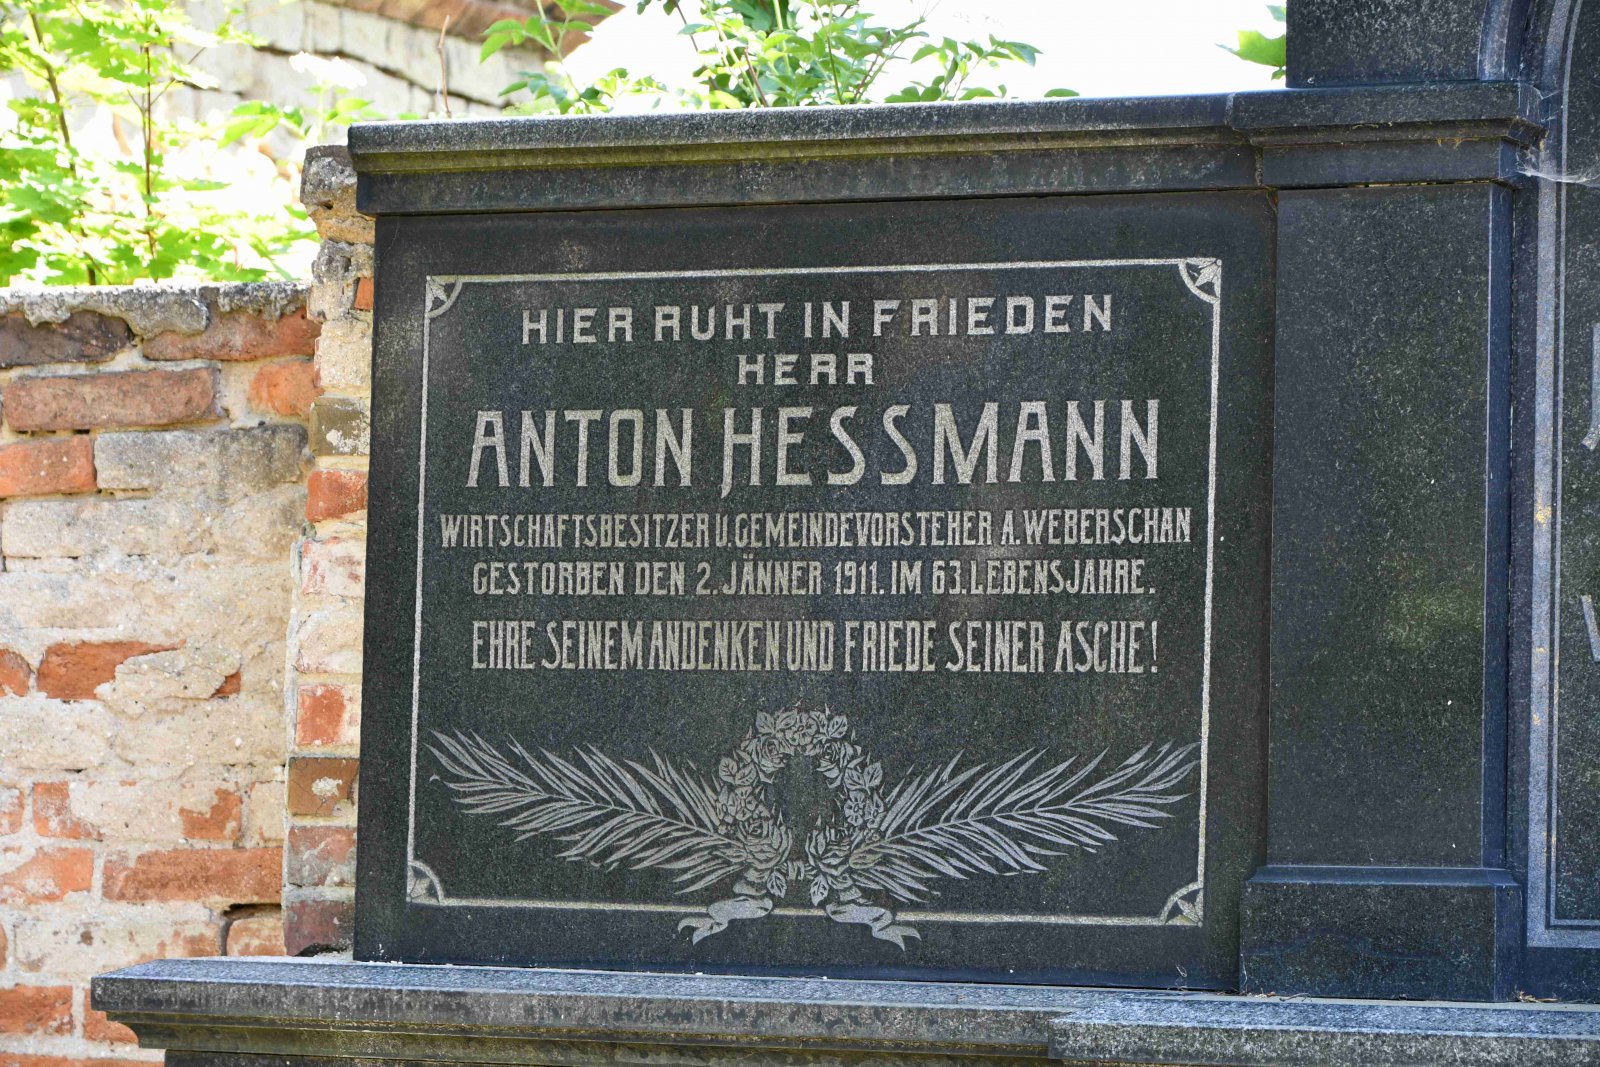 HIER RUHT IN FRIEDEN
HERR
ANTON HESSMANN
WIRTSCHAFTSBESITZER U. GEMEINDEVORSTEHER A. WEBERSCHAN
GESTORBEN DEN 2. JÄNNER 1911. IM 63. LEBENSJAHRE.
EHRE SEINEM ANDENKEN UND FRIEDE SEINER ASCHE!